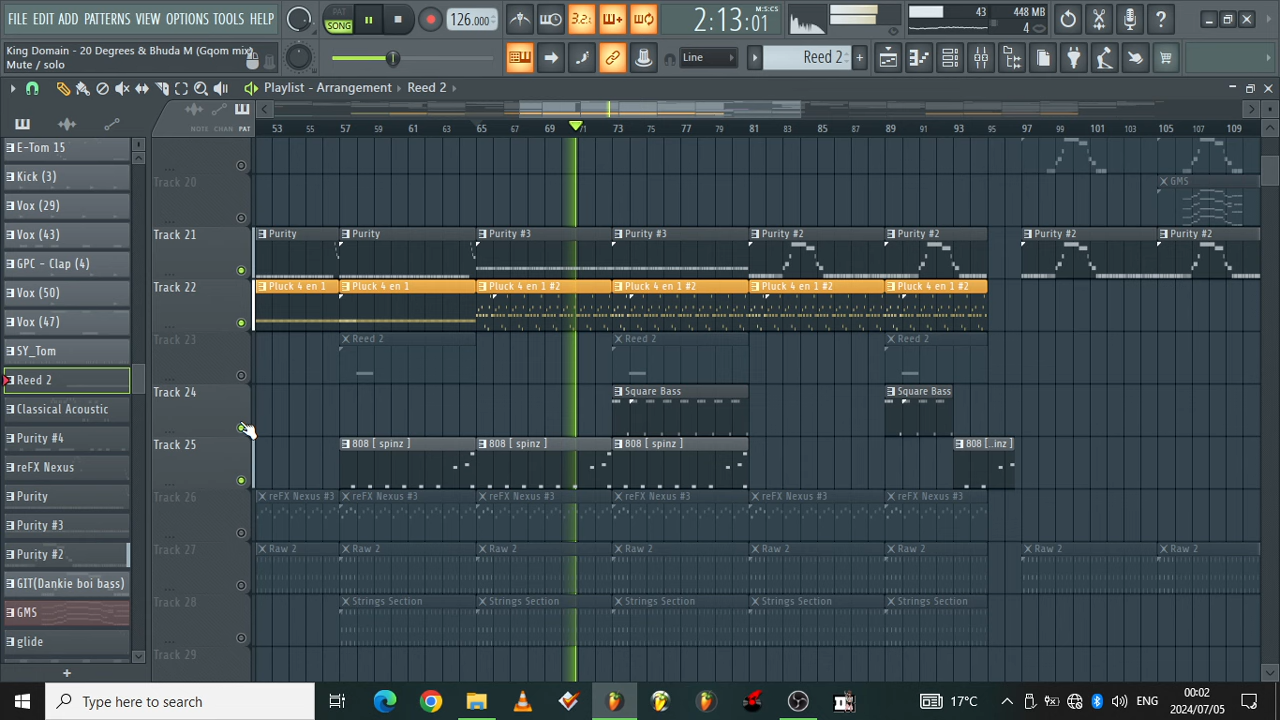 FILE EDIT ADD PATTERNS VIEW OPTIONS TOOLS HELP
PAT
SONG
126.000
3.2
2:13:01
M:S:CS
43
448 MB
4
King Domain - 20 Degrees & Bhuda M (Gqom mix)
Mute / solo
Line
Reed 2
Playlist - Arrangement
Reed 2
NOTE CHAN PAT
53 55 57 59 61 63 65 67 69 71 73 75 77 79 81 83 85 87 89 91 93 95 97 99 101 103 105 107 109
E-Tom 15
Kick (3)
Vox (29)
Vox (43)
GPC - Clap (4)
Vox (50)
Vox (47)
SY_Tom
Reed 2
Classical Acoustic
Purity #4
reFX Nexus
Purity
Purity #3
Purity #2
GIT(Dankie boi bass)
GMS
glide
Track 20
GMS
Track 21
Purity Purity Purity #3 Purity #3 Purity #2 Purity #2 Purity #2 Purity #2
Track 22
Pluck 4 en 1 Pluck 4 en 1 Pluck 4 en 1 #2 Pluck 4 en 1 #2 Pluck 4 en 1 #2 Pluck 4 en 1 #2
Track 23
Reed 2 Reed 2 Reed 2
Track 24
Square Bass Square Bass
Track 25
808 [ spinz ] 808 [ spinz ] 808 [ spinz ] 808 [..inz ]
Track 26
reFX Nexus #3 reFX Nexus #3 reFX Nexus #3 reFX Nexus #3 reFX Nexus #3 reFX Nexus #3
Track 27
Raw 2 Raw 2 Raw 2 Raw 2 Raw 2 Raw 2 Raw 2 Raw 2
Track 28
Strings Section Strings Section Strings Section Strings Section Strings Section
Track 29
Type here to search
17°C
ENG
00:02
2024/07/05